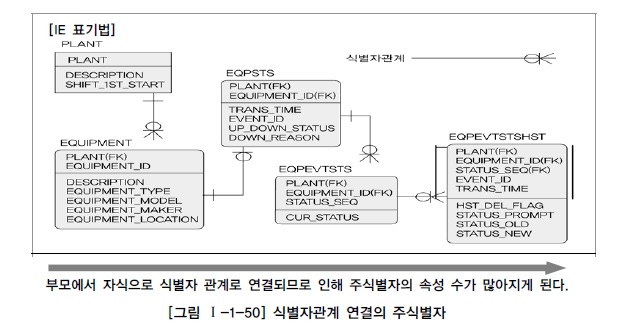 [IE 표기법]
PLANT
PLANT
DESCRIPTION
SHIFT_1ST_START
식별자관계
EQPSTS
PLANT(FK)
EQUIPMENT_ID(FK)
TRANS_TIME
EVENT_ID
UP_DOWN_STATUS
DOWN_REASON
EQUIPMENT
PLANT(FK)
EQUIPMENT_ID
DESCRIPTION
EQUIPMENT_TYPE
EQUIPMENT_MODEL
EQUIPMENT_MAKER
EQUIPMENT_LOCATION
EQPEVTSTS
PLANT(FK)
EQUIPMENT_ID(FK)
STATUS_SEQ
CUR_STATUS
EQPEVTSTSHST
PLANT(FK)
EQUIPMENT_ID(FK)
STATUS_SEQ(FK)
EVENT_ID
TRANS_TIME
HST_DEL_FLAG
STATUS_PROMPT
STATUS_OLD
STATUS_NEW
부모에서 자식으로 식별자 관계로 연결되므로 인해 주식별자의 속성 수가 많아지게 된다.
[그림 Ⅰ-1-50] 식별자관계 연결의 주식별자